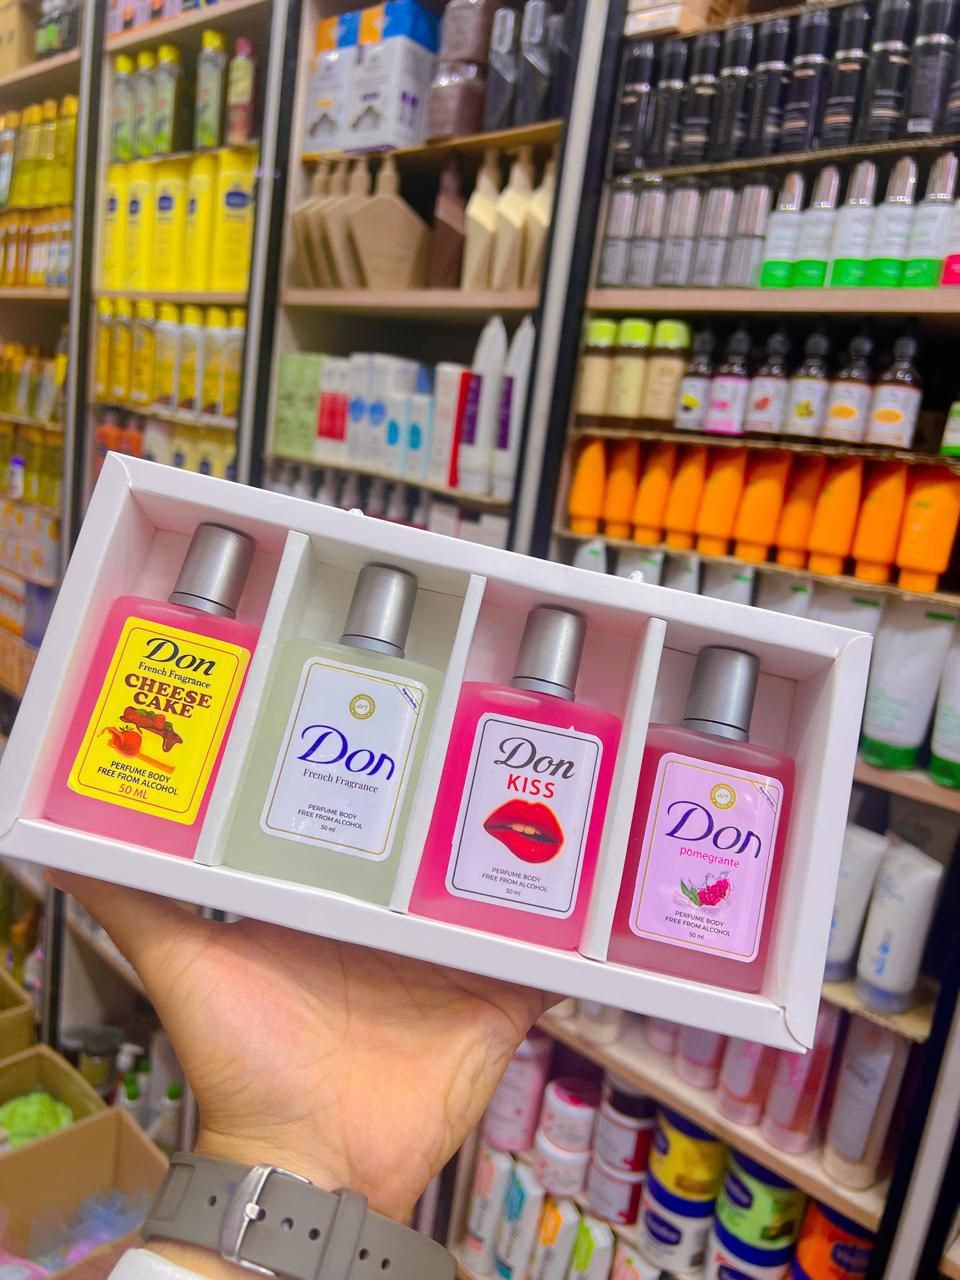 Don
French Fragrance
CHEESE
CAKE
PERFUME BODY
FREE FROM ALCOHOL
50 ML
Don
French Fragrance
PERFUME BODY
FREE FROM ALCOHOL
50 ml
Don
KISS
PERFUME BODY
FREE FROM ALCOHOL
50 ml
Don
pomegrante
PERFUME BODY
FREE FROM ALCOHOL
50 ml